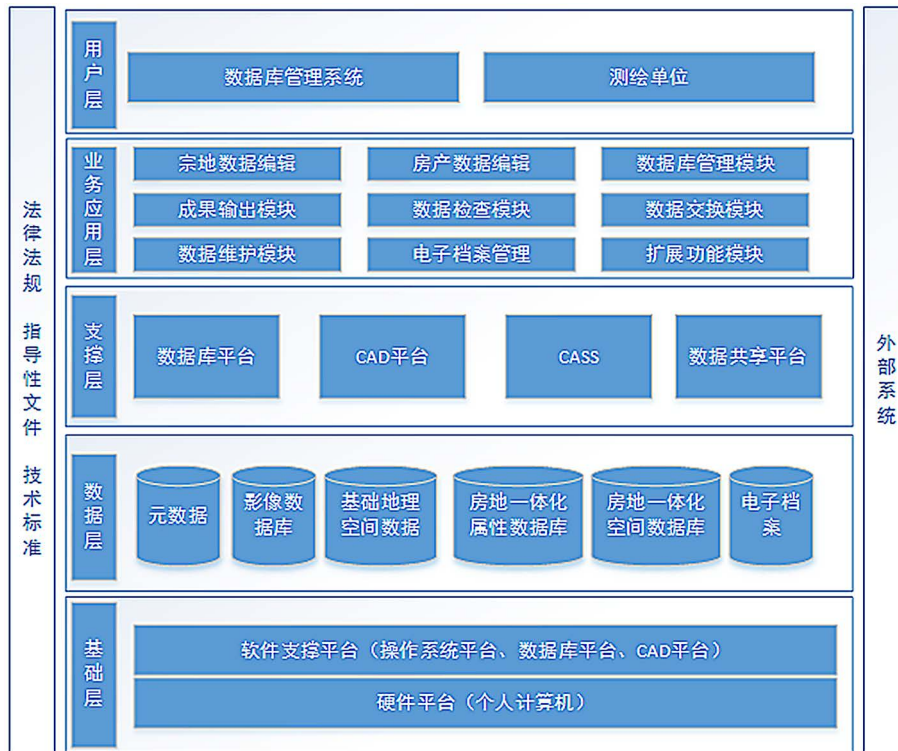 法律法规 指导性文件 技术标准
用户层
数据库管理系统
测绘单位
业务应用层
宗地数据编辑
房产数据编辑
数据库管理模块
成果输出模块
数据检查模块
数据交换模块
数据维护模块
电子档案管理
扩展功能模块
支撑层
数据库平台
CAD平台
CASS
数据共享平台
数据层
元数据
影像数
据库
基础地理
空间数据
房地一体化
属性数据库
房地一体化
空间数据库
电子档
案
基础层
软件支撑平台（操作系统平台、数据库平台、CAD平台）
硬件平台（个人计算机）
外部系统